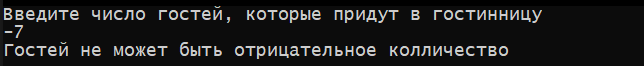 Введите число гостей, которые придут в гостинницу
-7
Гостей не может быть отрицательное колличество